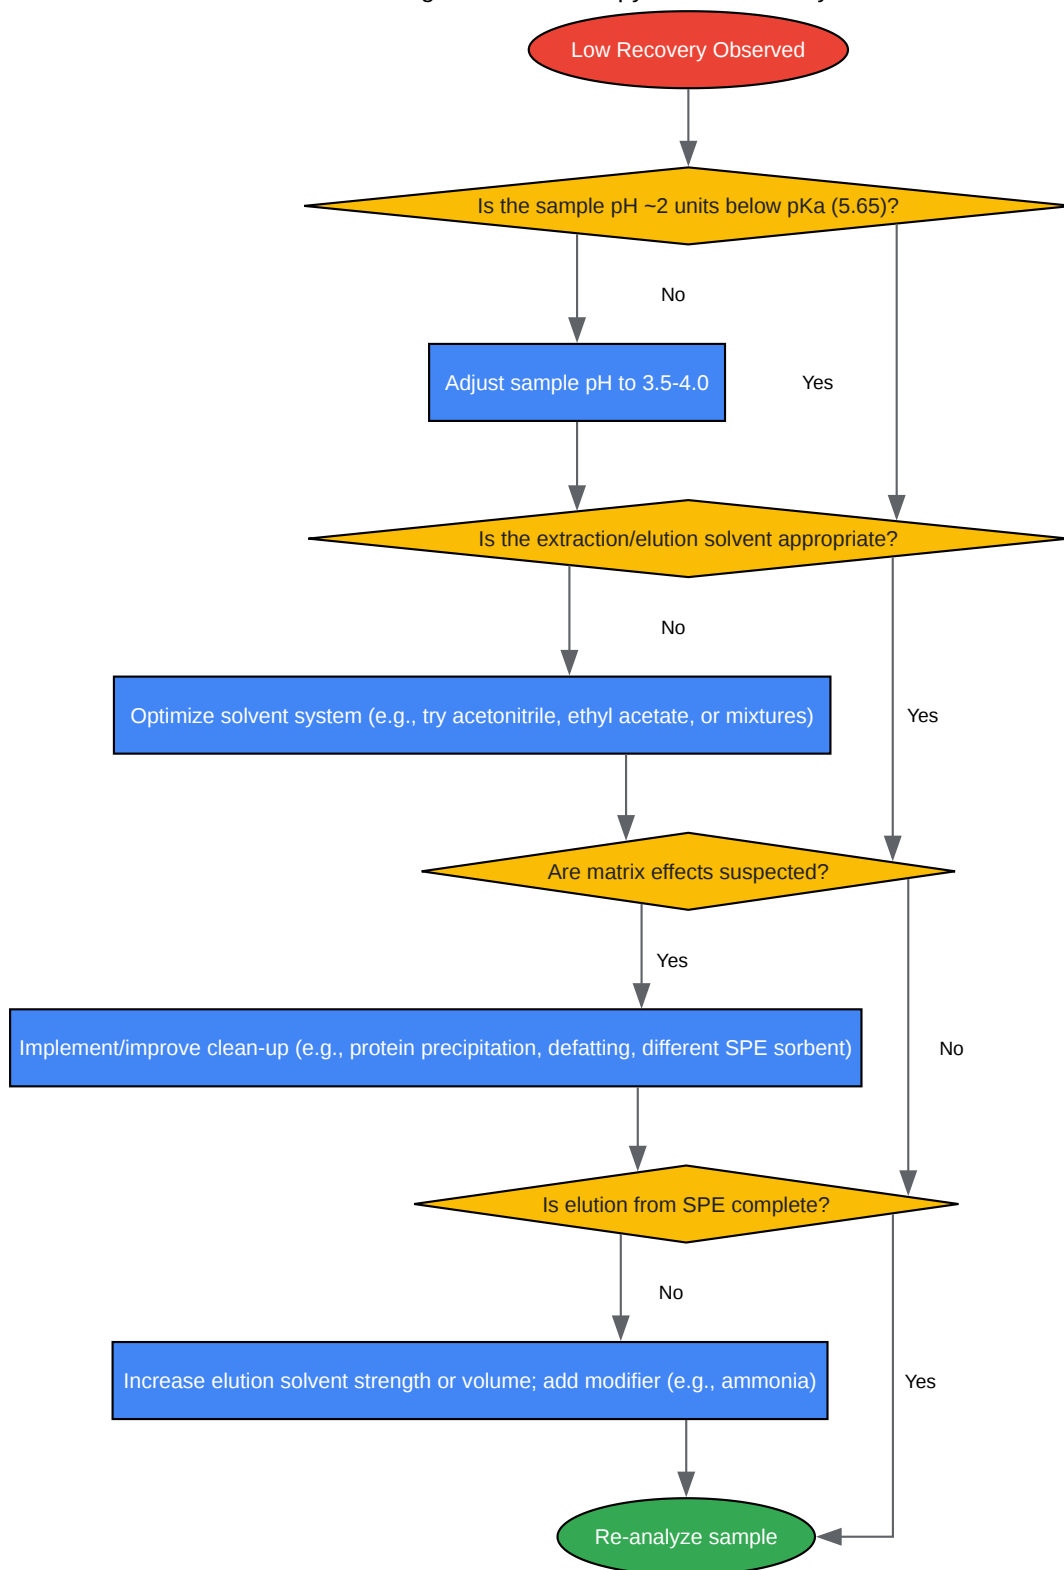 Low Recovery Observed
Is the sample pH ~2 units below pKa (5.65)?
No
Adjust sample pH to 3.5-4.0
Yes
Is the extraction/elution solvent appropriate?
No
Optimize solvent system (e.g., try acetonitrile, ethyl acetate, or mixtures)
Yes
Are matrix effects suspected?
Yes
Implement/improve clean-up (e.g., protein precipitation, defatting, different SPE sorbent)
No
Is elution from SPE complete?
No
Increase elution solvent strength or volume; add modifier (e.g., ammonia)
Yes
Re-analyze sample